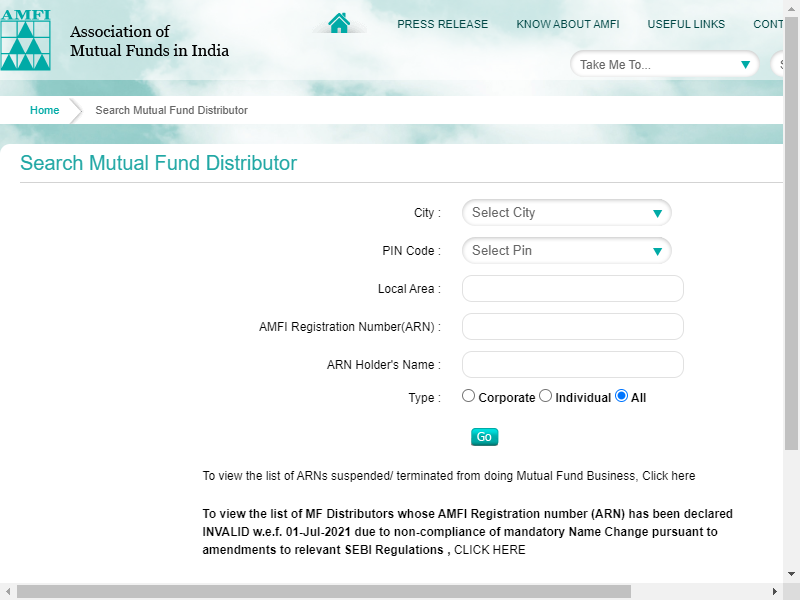 AMFI
Association of
Mutual Funds in India
PRESS RELEASE KNOW ABOUT AMFI USEFUL LINKS CONT
Take Me To...
Home Search Mutual Fund Distributor
Search Mutual Fund Distributor
City : Select City
PIN Code : Select Pin
Local Area :
AMFI Registration Number(ARN) :
ARN Holder's Name :
Type : Corporate Individual All
Go
To view the list of ARNs suspended/ terminated from doing Mutual Fund Business, Click here
To view the list of MF Distributors whose AMFI Registration number (ARN) has been declared
INVALID w.e.f. 01-Jul-2021 due to non-compliance of mandatory Name Change pursuant to
amendments to relevant SEBI Regulations , CLICK HERE